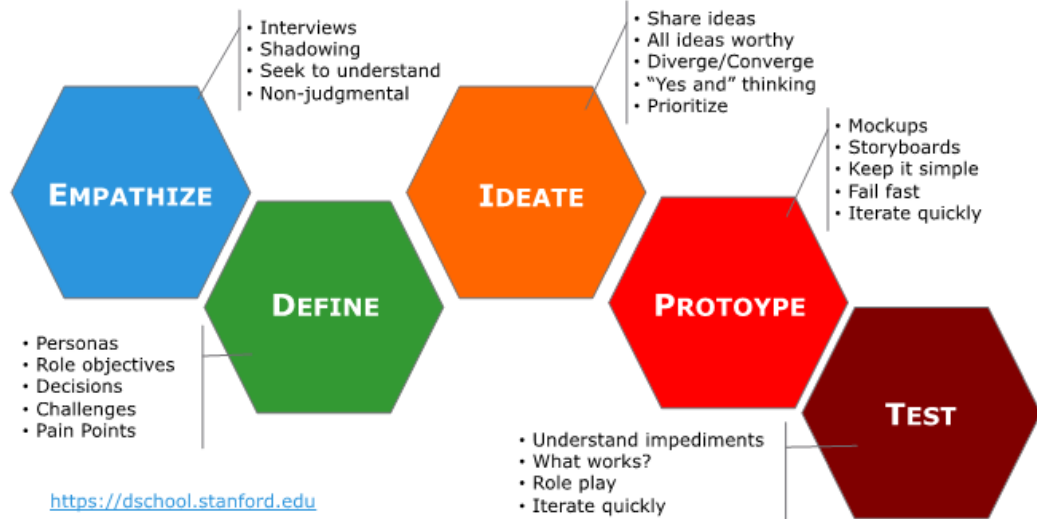 • Interviews
• Shadowing
• Seek to understand
• Non-judgmental
EMPATHIZE
• Personas
• Role objectives
• Decisions
• Challenges
• Pain Points
DEFINE
• Share ideas
• All ideas worthy
• Diverge/Converge
• “Yes and” thinking
• Prioritize
IDEATE
• Mockups
• Storyboards
• Keep it simple
• Fail fast
• Iterate quickly
PROTOYPE
• Understand impediments
• What works?
• Role play
• Iterate quickly
TEST
https://dschool.stanford.edu